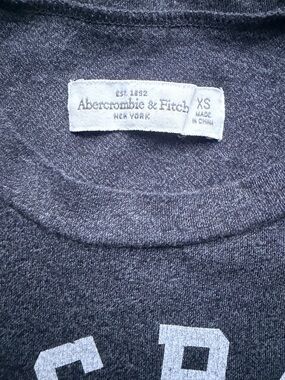 EST. 1892
Abercrombie & Fitch
NEW YORK
XS
MADE
IN CHINA